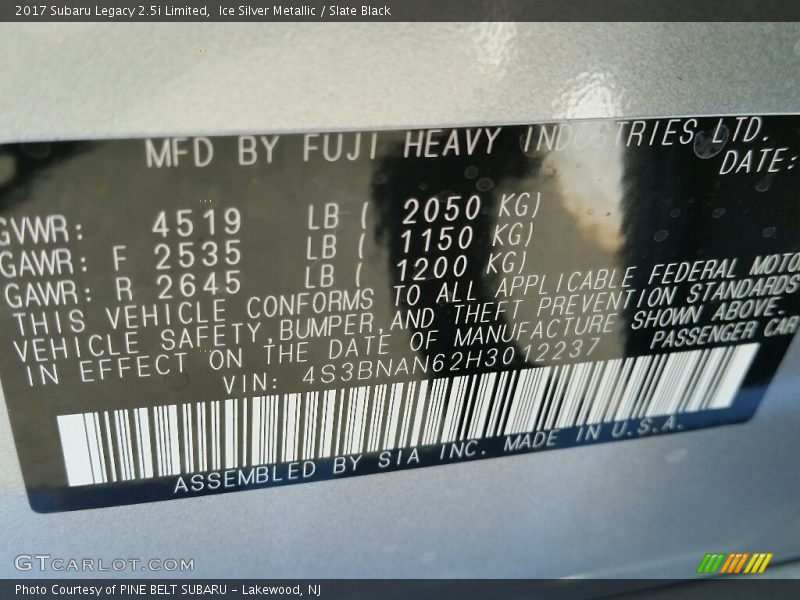 2017 Subaru Legacy 2.5i Limited, Ice Silver Metallic / Slate Black
MFD BY FUJI HEAVY INDUSTRIES LTD.
DATE:
GVWR: 4519 LB ( 2050 KG)
GAWR: F 2535 LB ( 1150 KG)
GAWR: R 2645 LB ( 1200 KG)
THIS VEHICLE CONFORMS TO ALL APPLICABLE FEDERAL MOTO
VEHICLE SAFETY,BUMPER,AND THEFT PREVENTION STANDARDS
IN EFFECT ON THE DATE OF MANUFACTURE SHOWN ABOVE.
VIN: 4S3BNAN62H3012237 PASSENGER CAR
ASSEMBLED BY SIA INC. MADE IN U.S.A.
GTCARLOT.COM
Photo Courtesy of PINE BELT SUBARU - Lakewood, NJ